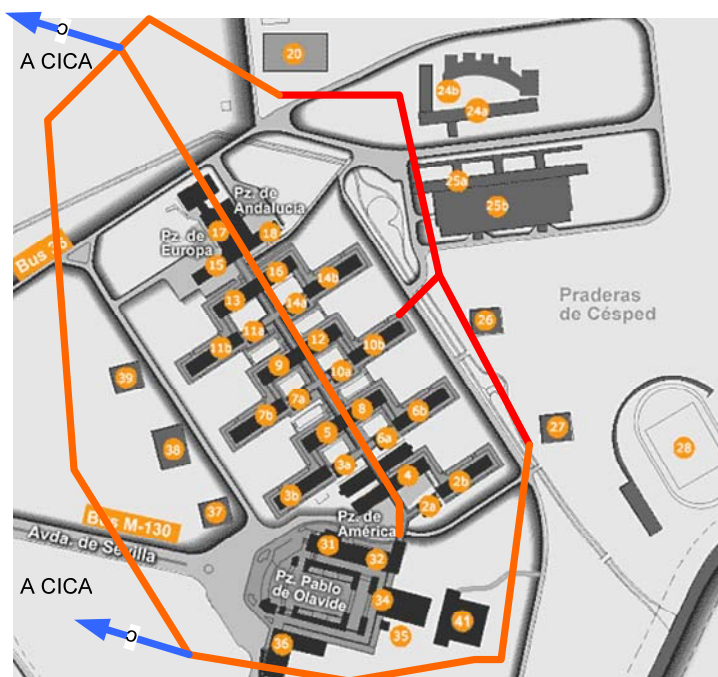 A CICA
20
24b
24a
25a
25b
Pz. de
Andalucía
17
18
Pz. de
Europa
15
Bus 36
16
14b
13
14a
11a
11b
12
10b
9
10a
7a
7b
8
6b
5
6a
3a
3b
4
2b
2a
Praderas
de Césped
26
27
28
39
38
37
Bus M-130
Avda. de Sevilla
Pz. de
América
31
32
Pz. Pablo
de Olavide
34
35
36
41
A CICA